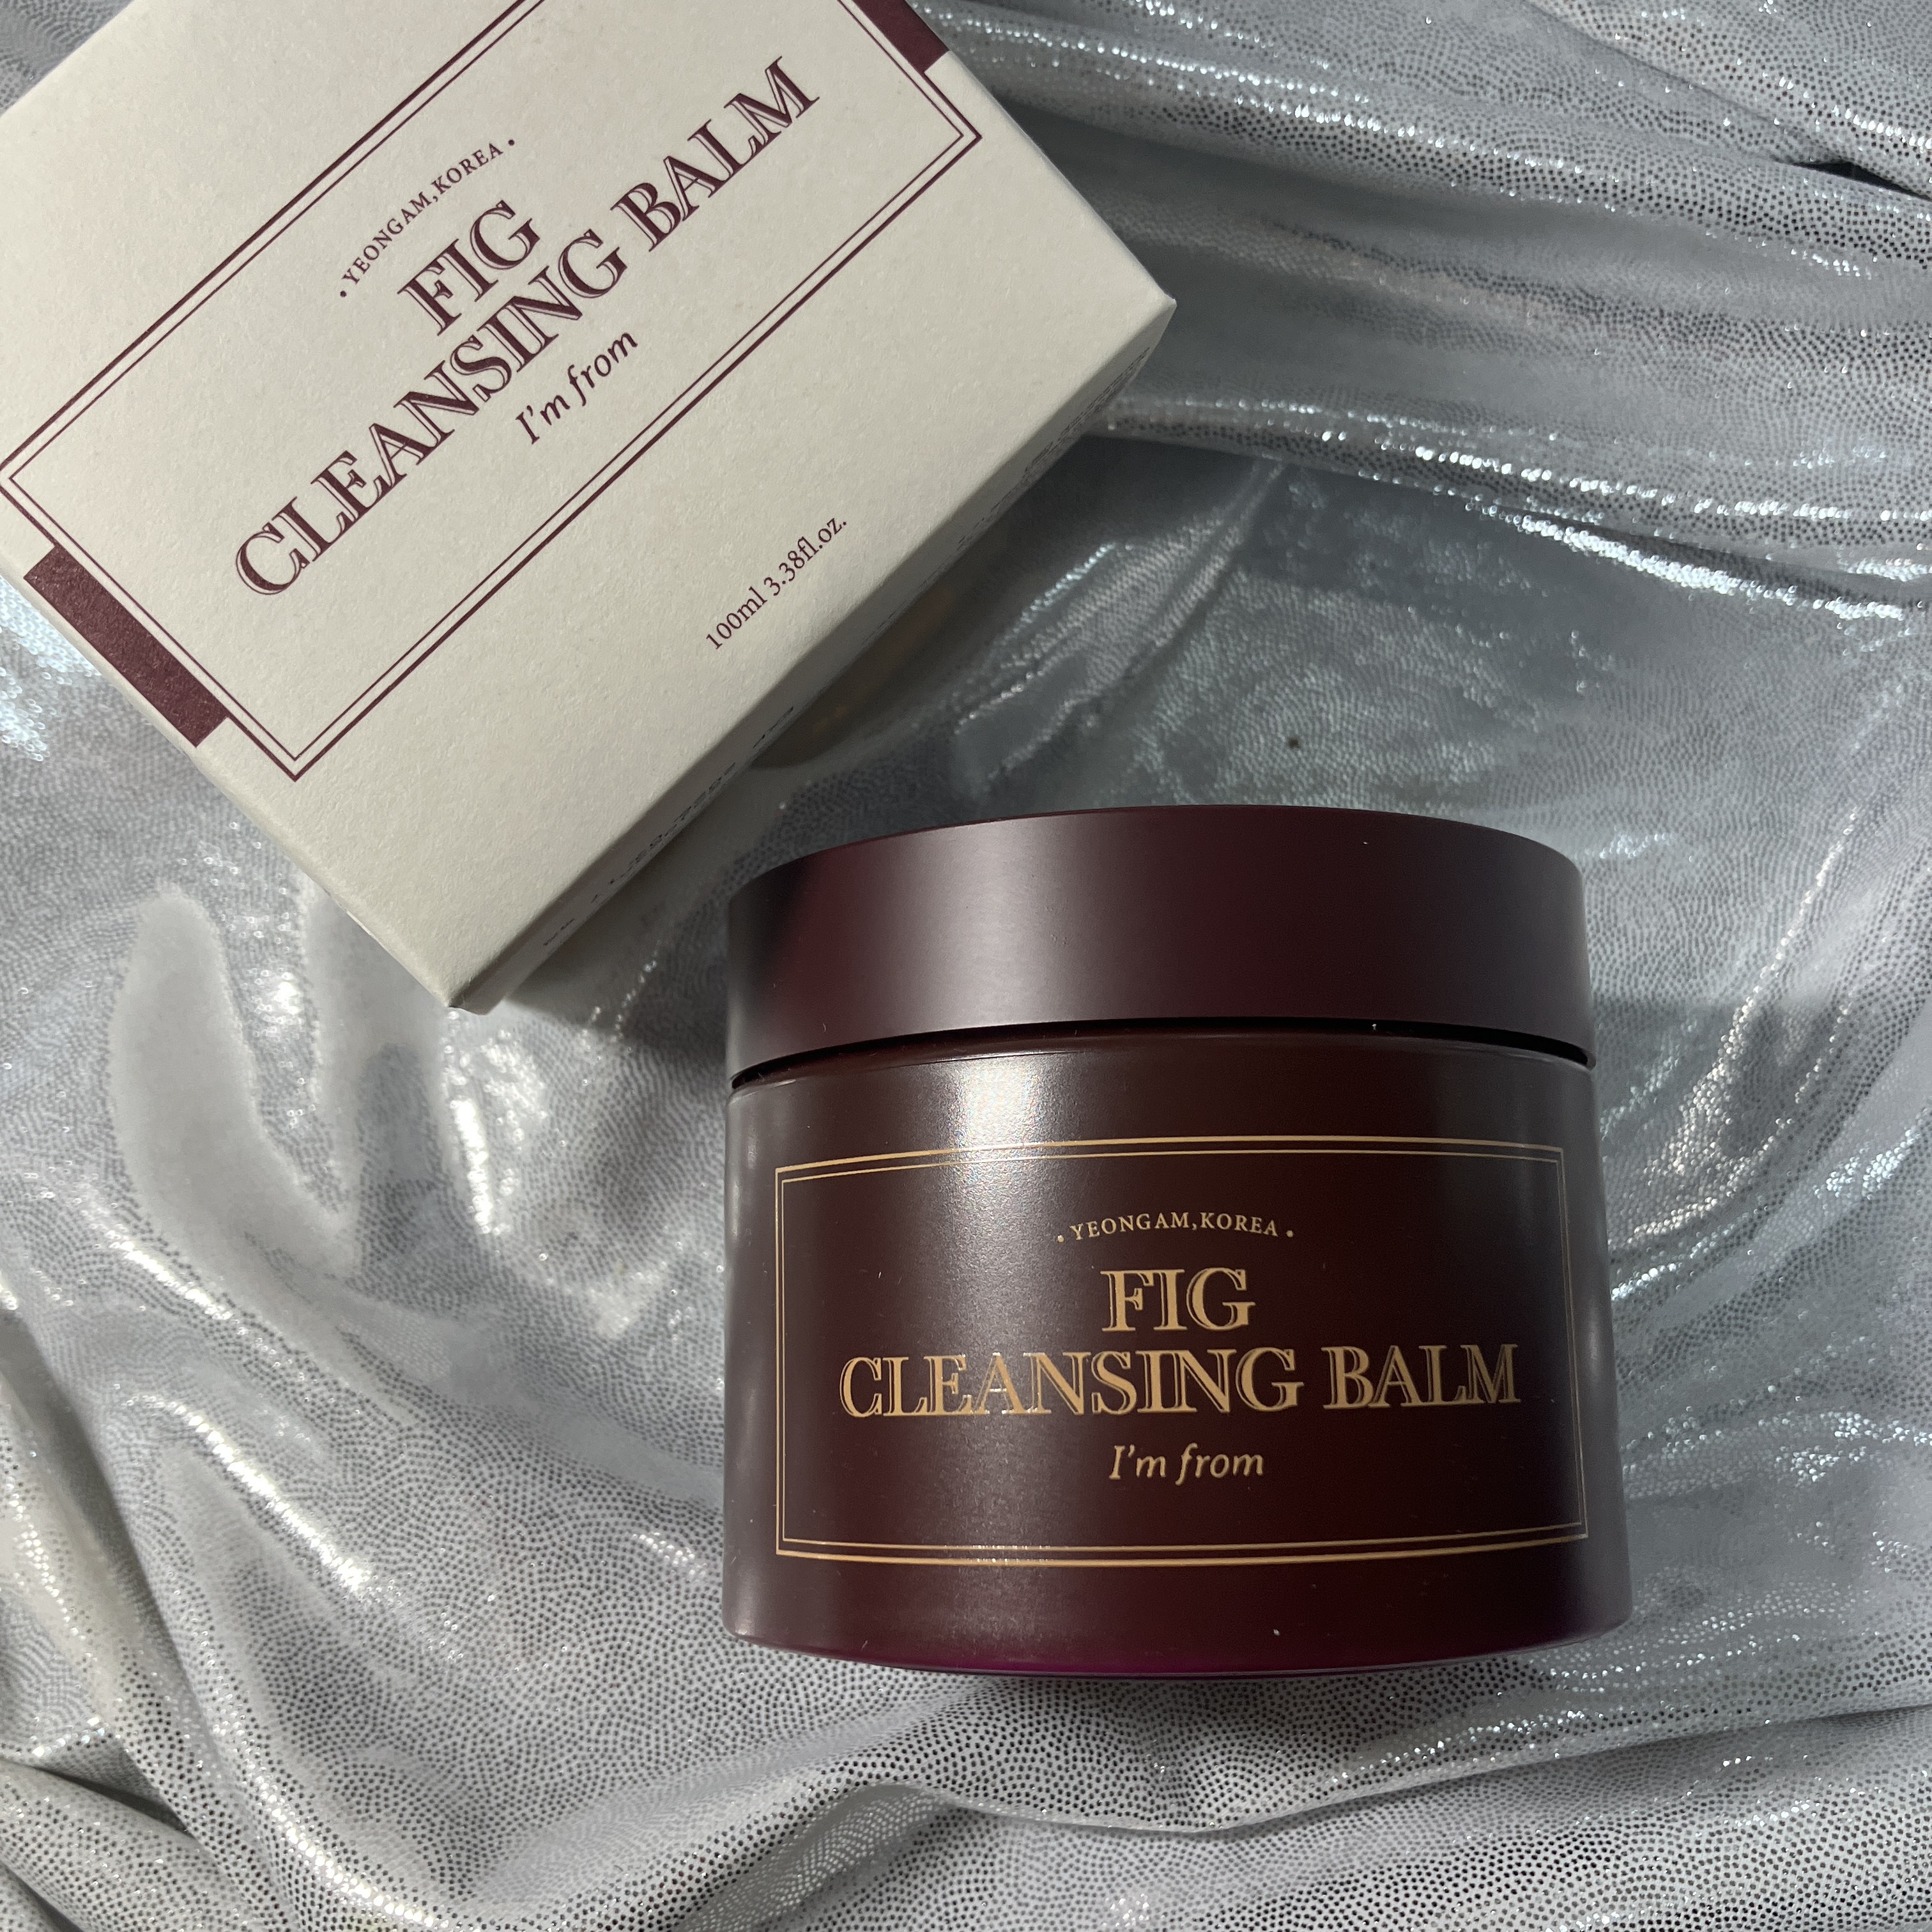 · YEONGAM,KOREA ·
FIG
CLEANSING BALM
I'm from
100ml 3.38fl.oz.
· YEONGAM,KOREA ·
FIG
CLEANSING BALM
I'm from